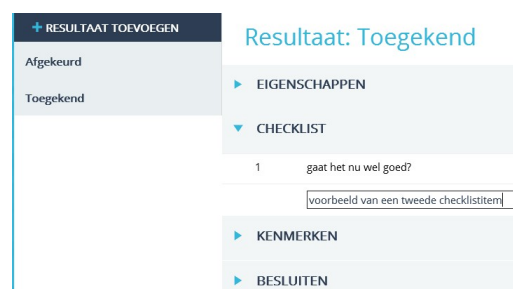 + RESULTAAT TOEVOEGEN
Afgekeurd
Toegekend
Resultaat: Toegekend
EIGENSCHAPPEN
CHECKLIST
1 gaat het nu wel goed?
voorbeeld van een tweede checklistitem
KENMERKEN
BESLUITEN